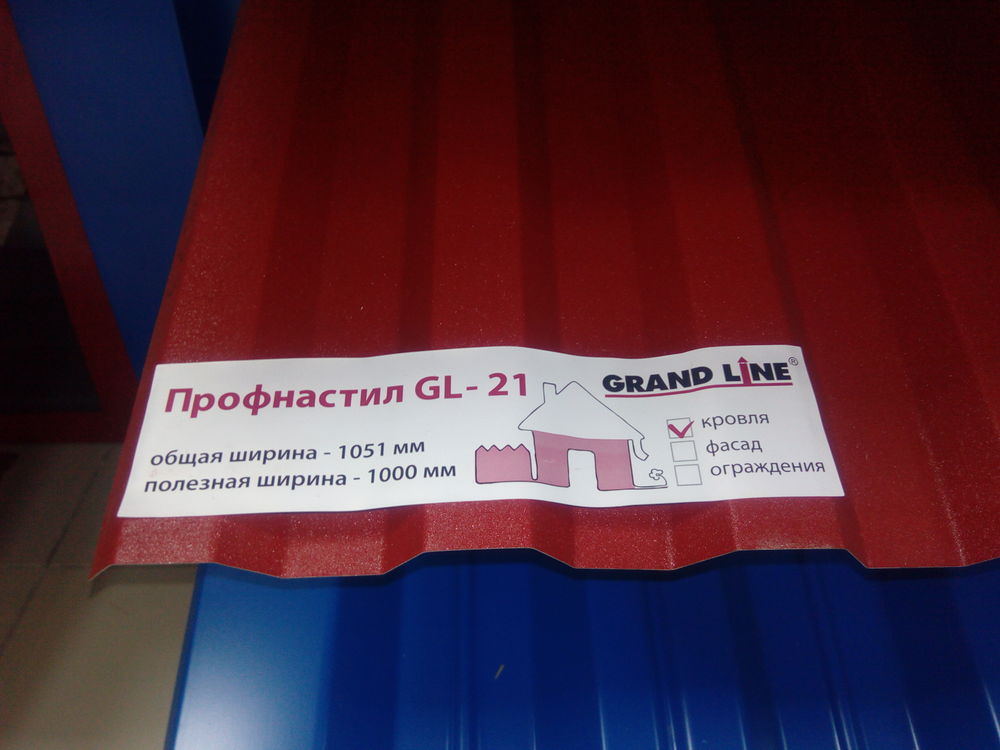 Профнастил GL- 21
общая ширина - 1051 мм
полезная ширина - 1000 мм
GRAND LINE®
кровля
фасад
ограждения